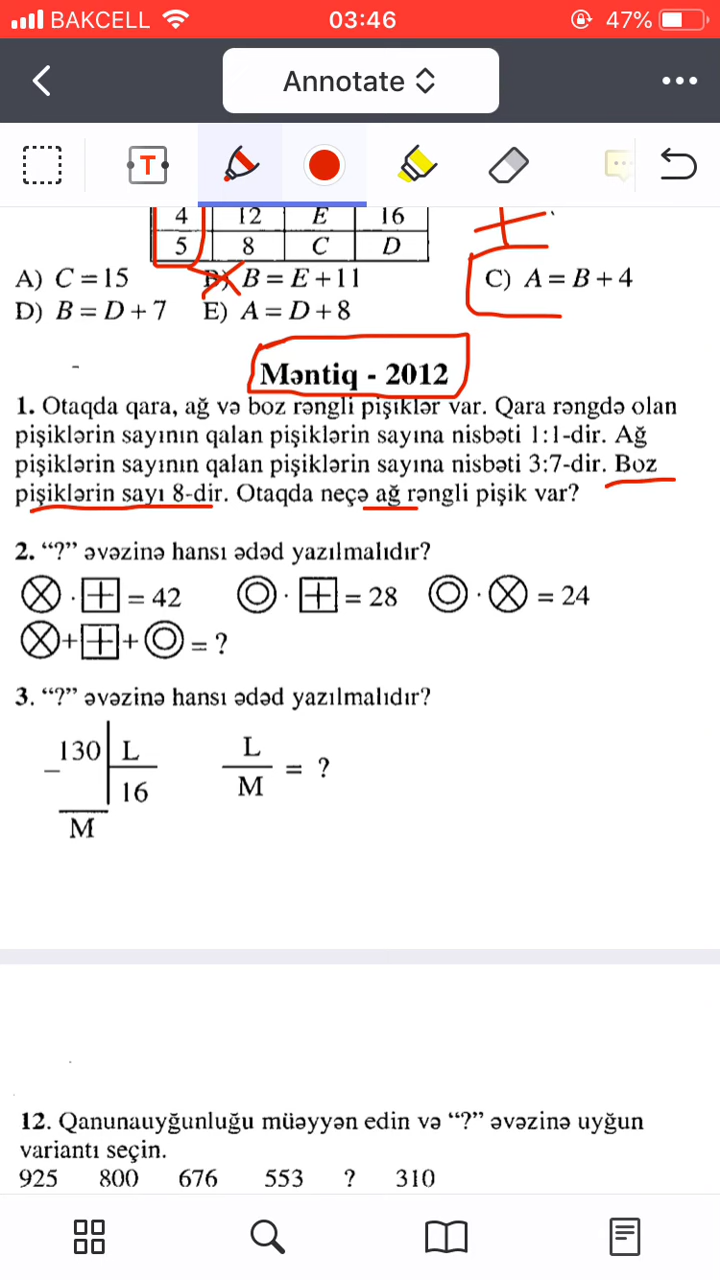 BAKCELL 03:46 47%
Annotate
T
4 12 E 16
5 8 C D
A) C = 15 B) B = E + 11 C) A = B + 4
D) B = D + 7 E) A = D + 8
Məntiq - 2012
1. Otaqda qara, ağ və boz rəngli pişiklər var. Qara rəngdə olan
pişiklərin sayının qalan pişiklərin sayına nisbəti 1:1-dir. Ağ
pişiklərin sayının qalan pişiklərin sayına nisbəti 3:7-dir. Boz
pişiklərin sayı 8-dir. Otaqda neçə ağ rəngli pişik var?
2. “?” əvəzinə hansı ədəd yazılmalıdır?
⊗ · ⊞ = 42 ◎ · ⊞ = 28 ◎ · ⊗ = 24
⊗ + ⊞ + ◎ = ?
3. “?” əvəzinə hansı ədəd yazılmalıdır?
130 L L
– 16 M = ?
M
12. Qanunauyğunluğu müəyyən edin və “?” əvəzinə uyğun
variantı seçin.
925 800 676 553 ? 310